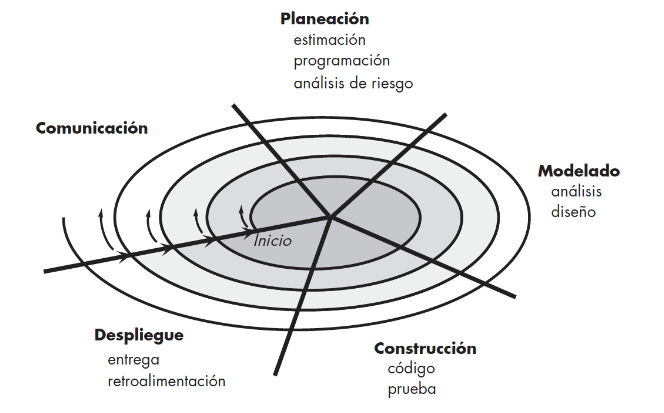 Planeación
estimación
programación
análisis de riesgo
Comunicación
Modelado
análisis
diseño
Inicio
Despliegue
entrega
retroalimentación
Construcción
código
prueba